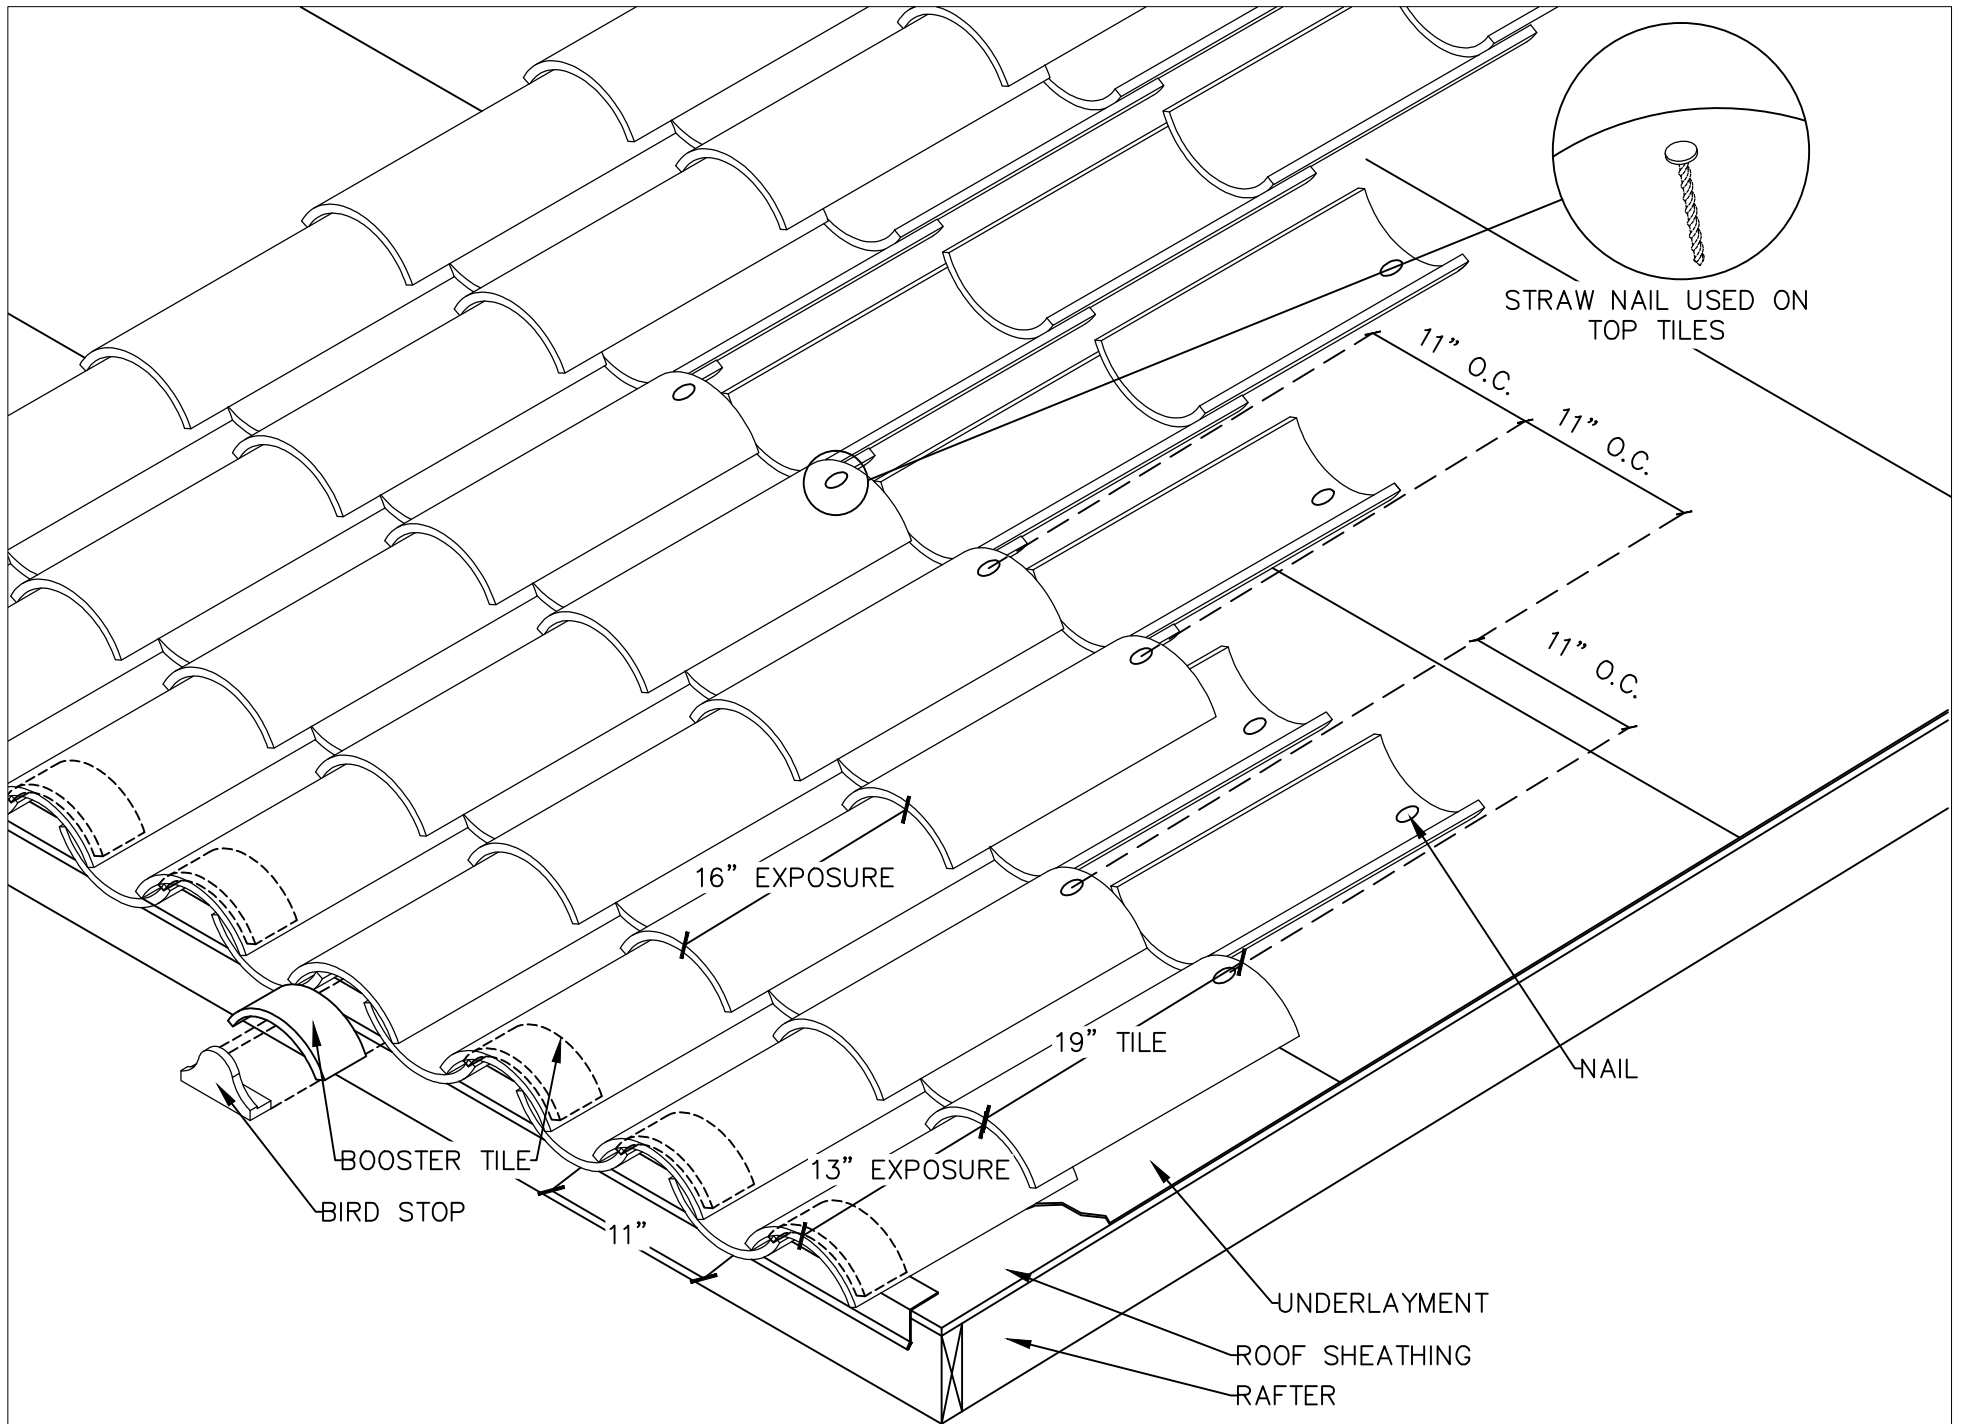 STRAW NAIL USED ON
TOP TILES
11” O.C.
11” O.C.
11” O.C.
16” EXPOSURE
19” TILE
NAIL
BOOSTER TILE
13” EXPOSURE
BIRD STOP
11”
UNDERLAYMENT
ROOF SHEATHING
RAFTER